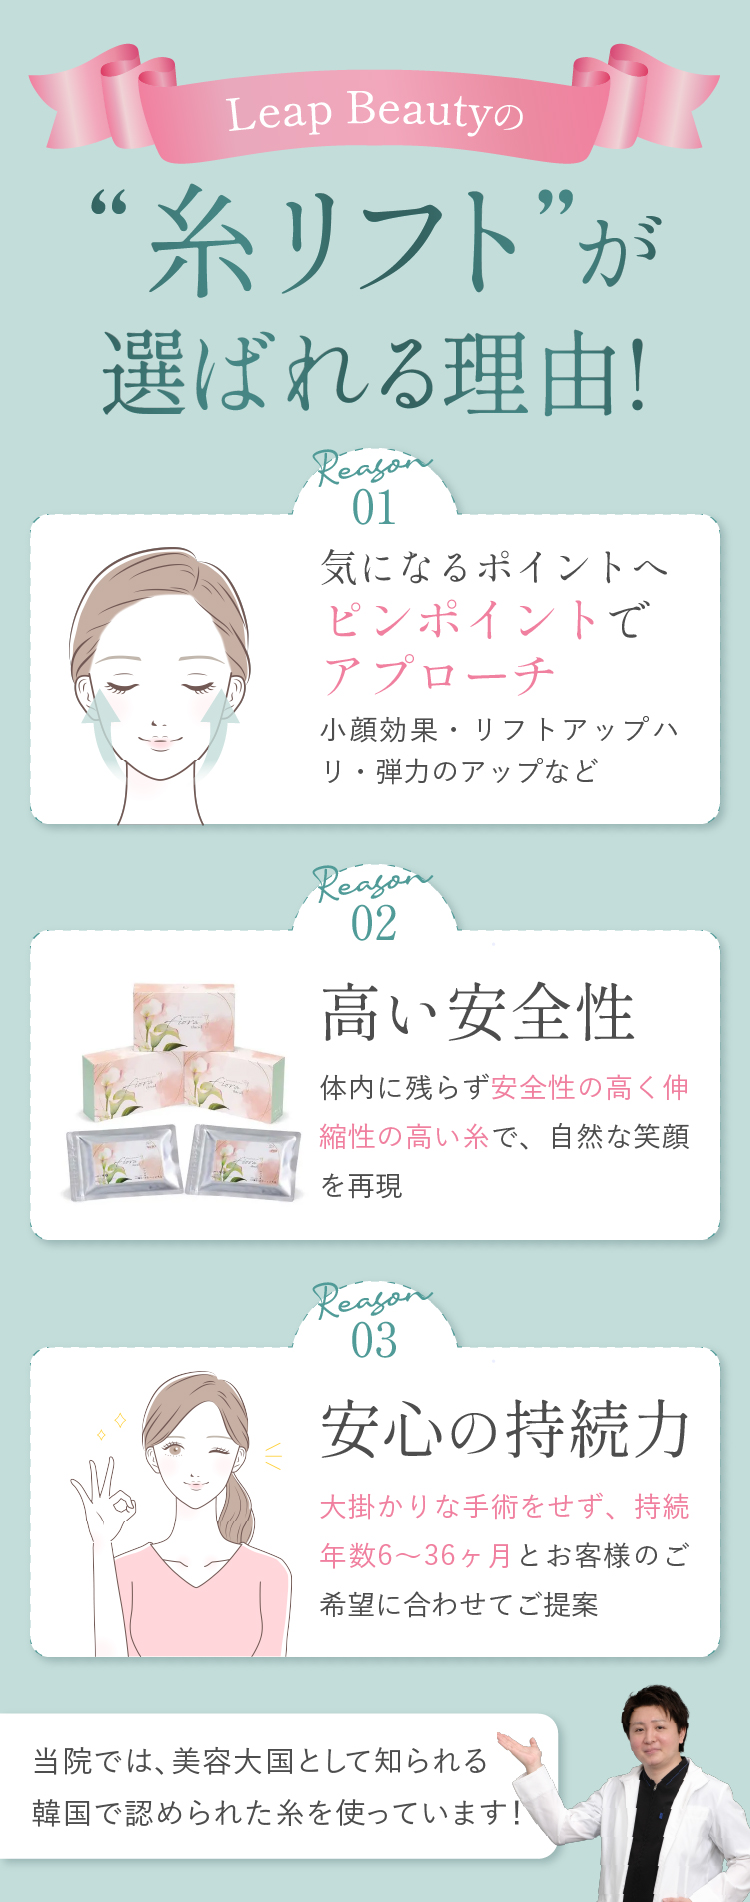 Leap Beautyの
“糸リフト”が
選ばれる理由!
Reason
01
気になるポイントへ
ピンポイントで
アプローチ
小顔効果・リフトアップハ
リ・弾力のアップなど
Reason
02
fiora
fiora
fiora
高い安全性
体内に残らず安全性の高く伸
縮性の高い糸で、自然な笑顔
を再現
fiora
fiora
Reason
03
安心の持続力
大掛かりな手術をせず、持続
年数6〜36ヶ月とお客様のご
希望に合わせてご提案
当院では、美容大国として知られる
韓国で認められた糸を使っています!